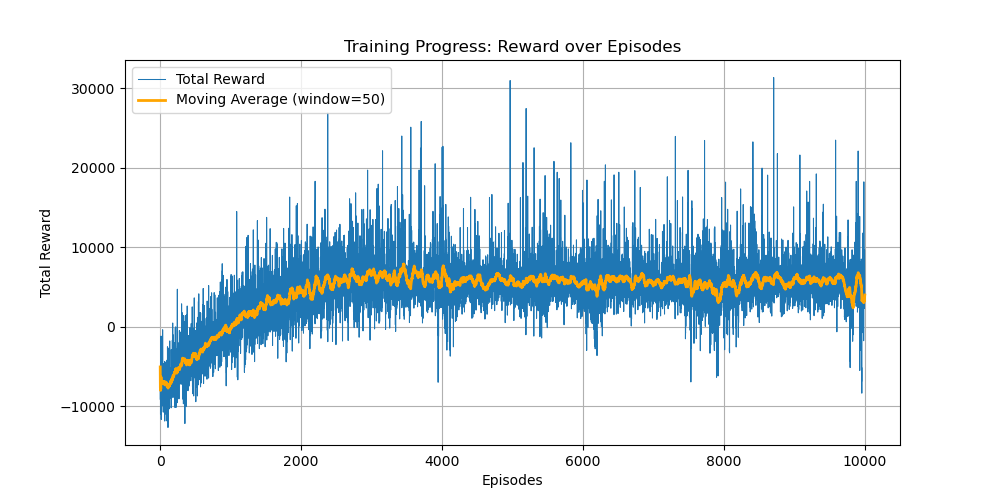 Training Progress: Reward over Episodes
Total Reward
Moving Average (window=50)
30000
20000
10000
0
−10000
Total Reward
0
2000
4000
6000
8000
10000
Episodes